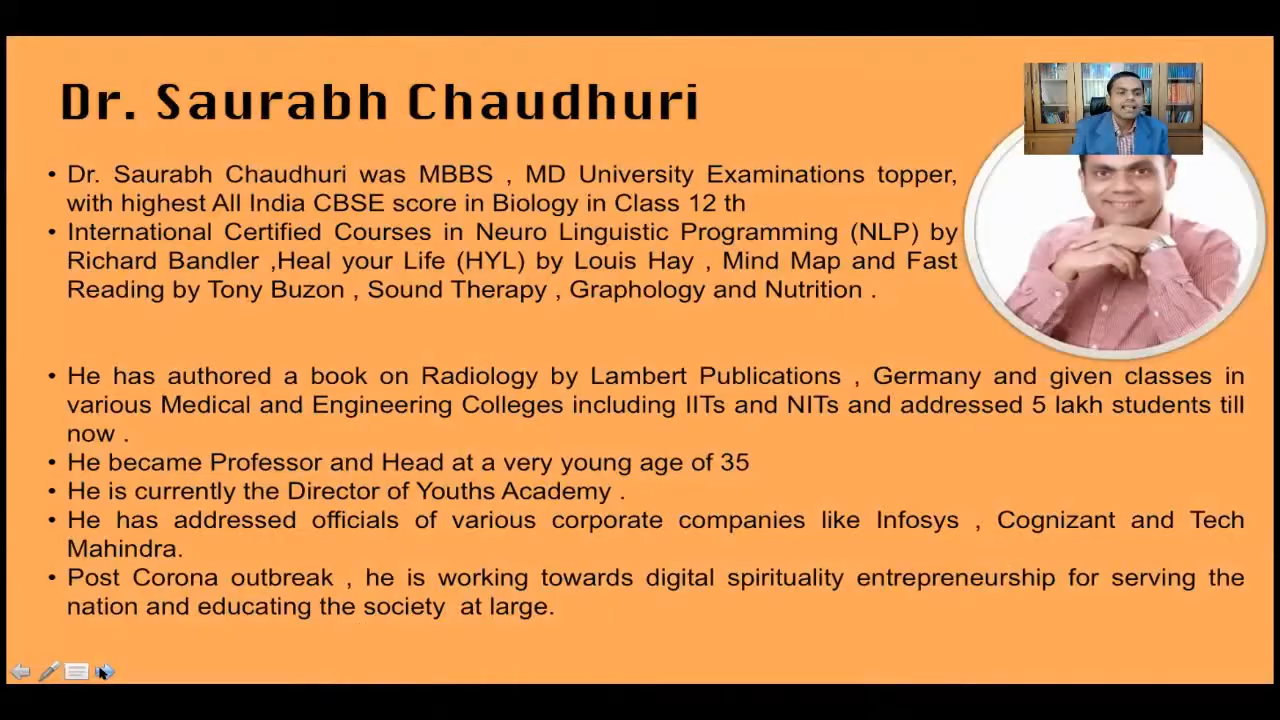 Dr. Saurabh Chaudhuri
• Dr. Saurabh Chaudhuri was MBBS , MD University Examinations topper,
with highest All India CBSE score in Biology in Class 12 th
• International Certified Courses in Neuro Linguistic Programming (NLP) by
Richard Bandler ,Heal your Life (HYL) by Louis Hay , Mind Map and Fast
Reading by Tony Buzon , Sound Therapy , Graphology and Nutrition .
• He has authored a book on Radiology by Lambert Publications , Germany and given classes in
various Medical and Engineering Colleges including IITs and NITs and addressed 5 lakh students till
now .
• He became Professor and Head at a very young age of 35
• He is currently the Director of Youths Academy .
• He has addressed officials of various corporate companies like Infosys , Cognizant and Tech
Mahindra.
• Post Corona outbreak , he is working towards digital spirituality entrepreneurship for serving the
nation and educating the society at large.